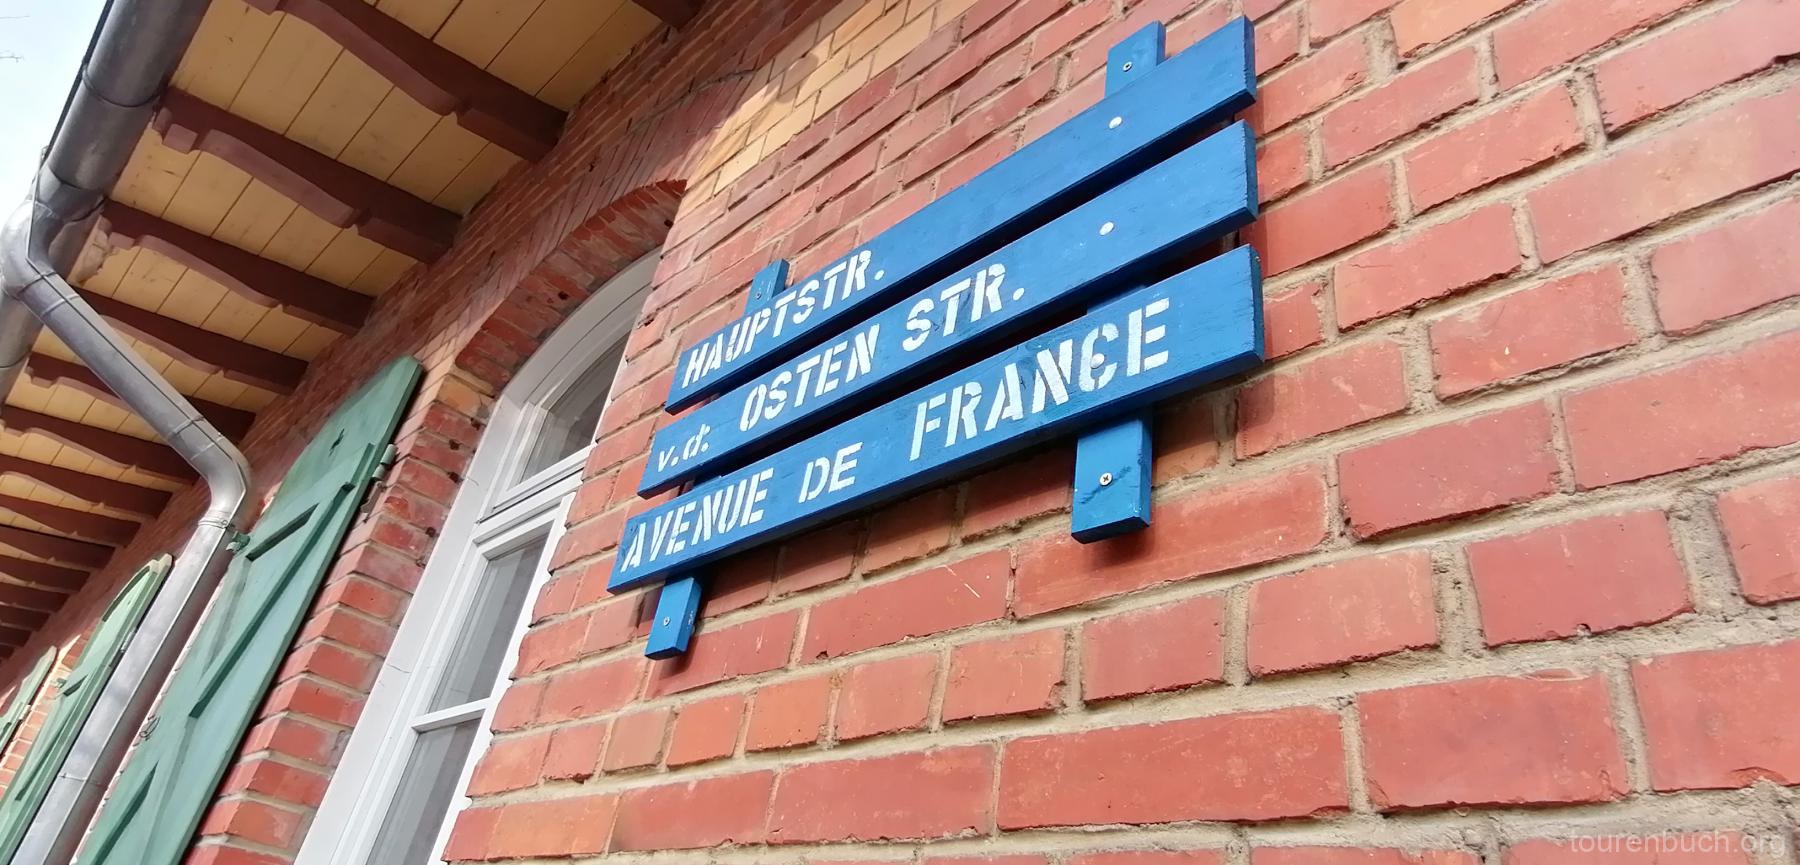 HAUPTSTR.
v.d. OSTEN STR.
AVENUE DE FRANCE
tourenbuch.org